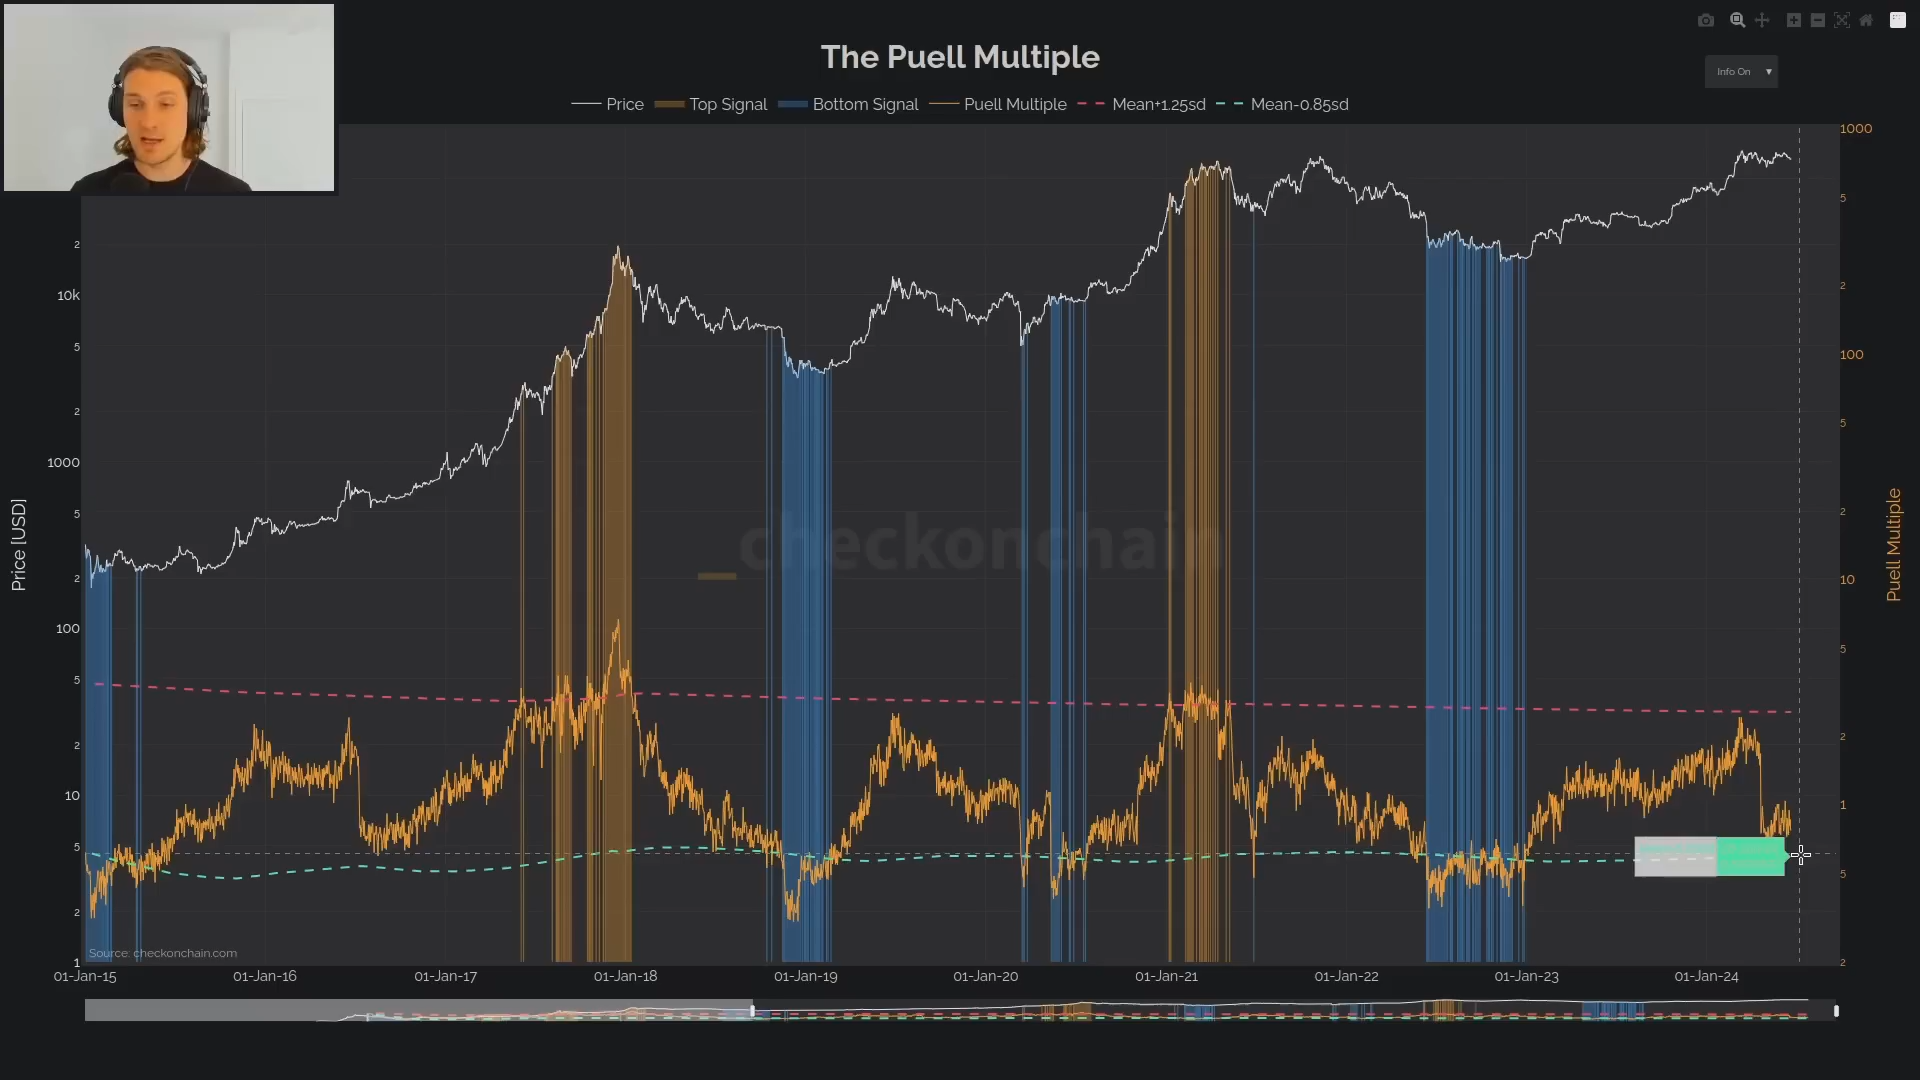 The Puell Multiple
Info On ▼
Price Top Signal Bottom Signal Puell Multiple Mean+1.25sd Mean-0.85sd
1000
5
2
100
5
2
10
5
2
1
5
2
Puell Multiple
2
10k
5
2
1000
5
2
100
5
2
10
5
2
1
Price [USD]
_checkonchain
Source: checkonchain.com
01-Jan-15 01-Jan-16 01-Jan-17 01-Jan-18 01-Jan-19 01-Jan-20 01-Jan-21 01-Jan-22 01-Jan-23 01-Jan-24